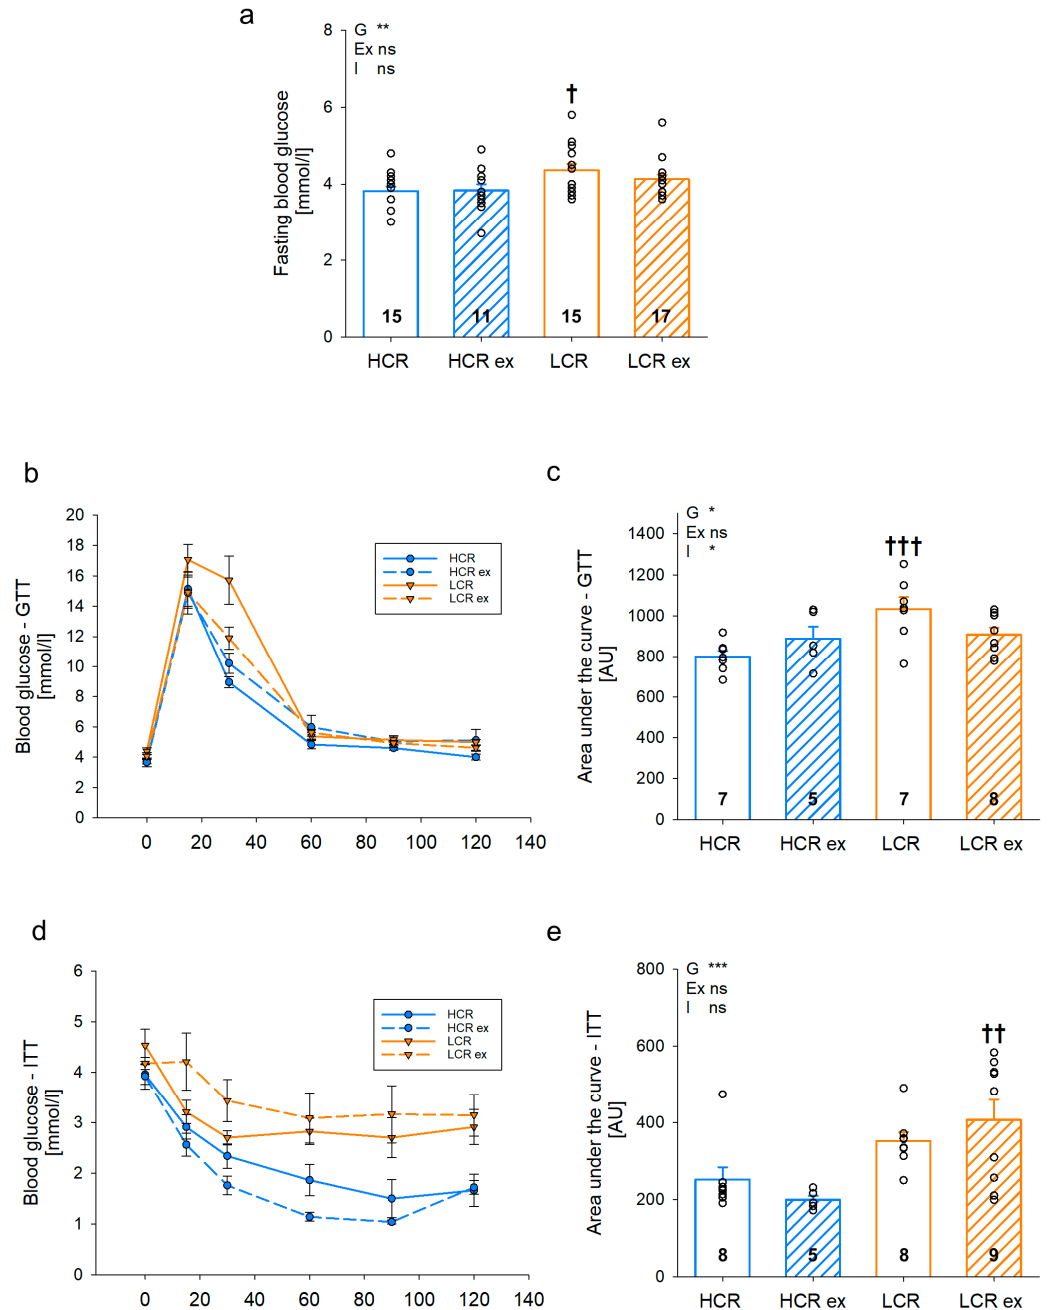 a
8
6
4
2
0
Fasting blood glucose
[mmol/l]
G **
Ex ns
I ns
†
15
11
15
17
HCR
HCR ex
LCR
LCR ex
b
20
18
16
14
12
10
8
6
4
2
0
Blood glucose - GTT
[mmol/l]
HCR
HCR ex
LCR
LCR ex
0 20 40 60 80 100 120 140
c
1400
1200
1000
800
600
400
200
0
Area under the curve - GTT
[AU]
G *
Ex ns
I *
†††
7
5
7
8
HCR
HCR ex
LCR
LCR ex
d
6
5
4
3
2
1
0
Blood glucose - ITT
[mmol/l]
HCR
HCR ex
LCR
LCR ex
0 20 40 60 80 100 120 140
e
800
600
400
200
0
Area under the curve - ITT
[AU]
G ***
Ex ns
I ns
††
8
5
8
9
HCR
HCR ex
LCR
LCR ex